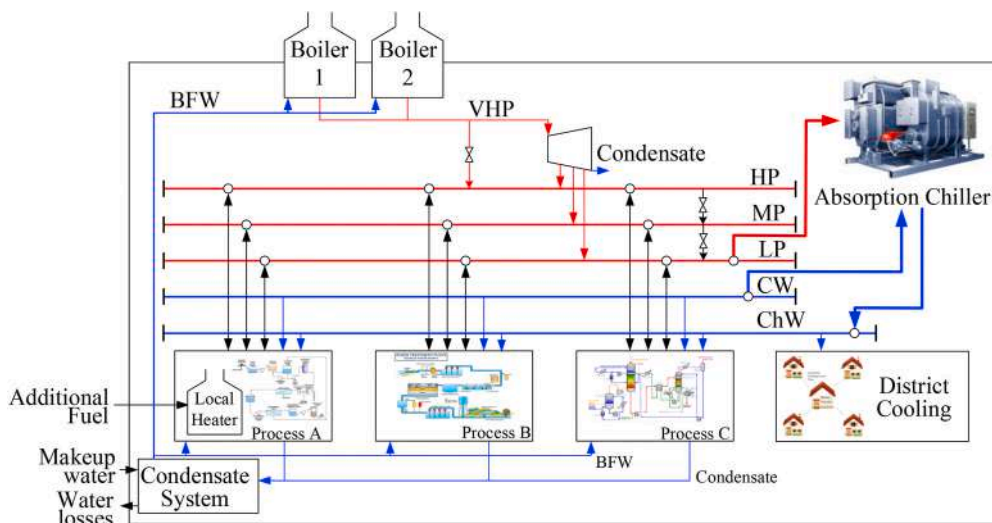 Boiler
1
Boiler
2
BFW
VHP
Condensate
HP
MP
LP
CW
ChW
Absorption Chiller
Additional
Fuel
Local
Heater
Process A
Process B
Process C
District
Cooling
Makeup
water
Water
losses
Condensate
System
BFW
Condensate